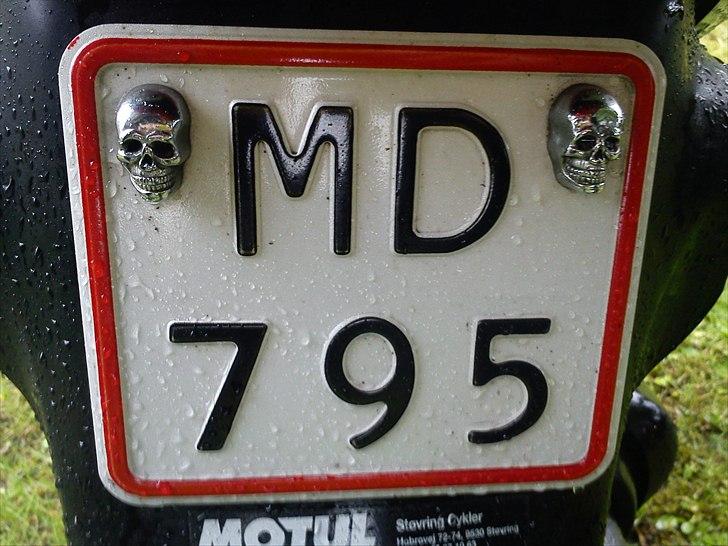 MD
795
MOTUL
Støvring Cykler
Hobrovej 72-74, 9530 Støvring